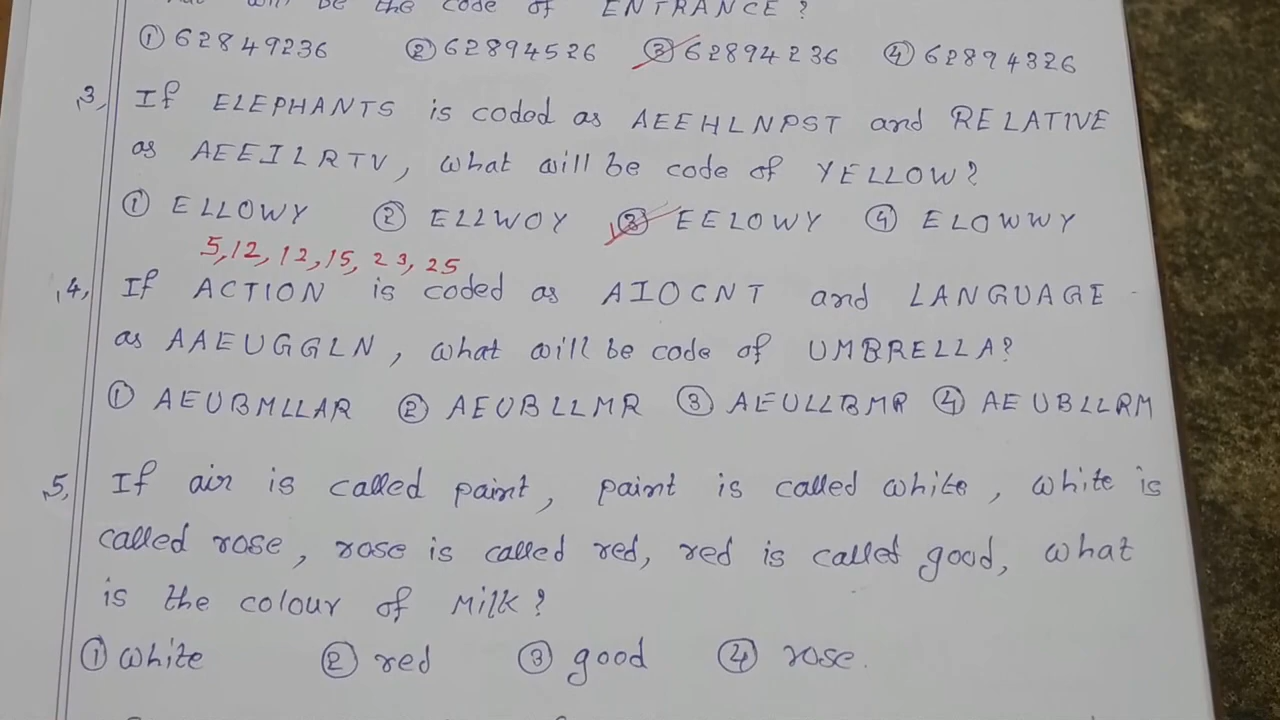 be the code of ENTRANCE?
① 62849236 ② 62894526 ③ 62894236 ④ 62894326
3, If ELEPHANTS is coded as AEEHLNPST and RELATIVE
as AEEILRTV, what will be code of YELLOW?
① ELLOWY ② ELLWOY ③ EELOWY ④ ELOWWY
5,12, 12, 15, 23, 25
4, If ACTION is coded as AIOCNT and LANGUAGE
as AAEUGGLN, what will be code of UMBRELLA?
① AEUBMLLAR ② AEUBLLMR ③ AEULLBMR ④ AEUBLLRM
5, If air is called paint, paint is called white, white is
called rose, rose is called red, red is called good, what
is the colour of Milk?
① white ② red ③ good ④ rose.